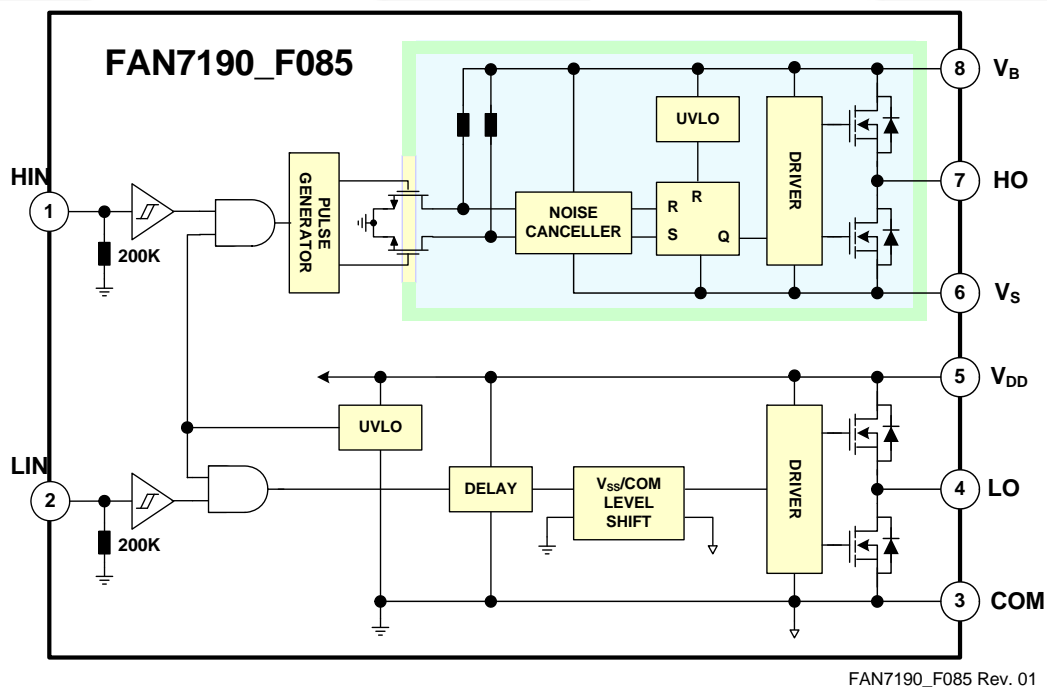 FAN7190_F085
8 VB
UVLO
HIN
1
200K
PULSE
GENERATOR
NOISE
CANCELLER
R
R
S
Q
DRIVER
7 HO
6 VS
5 VDD
UVLO
LIN
2
200K
DELAY
VSS/COM
LEVEL
SHIFT
DRIVER
4 LO
3 COM
FAN7190_F085 Rev. 01